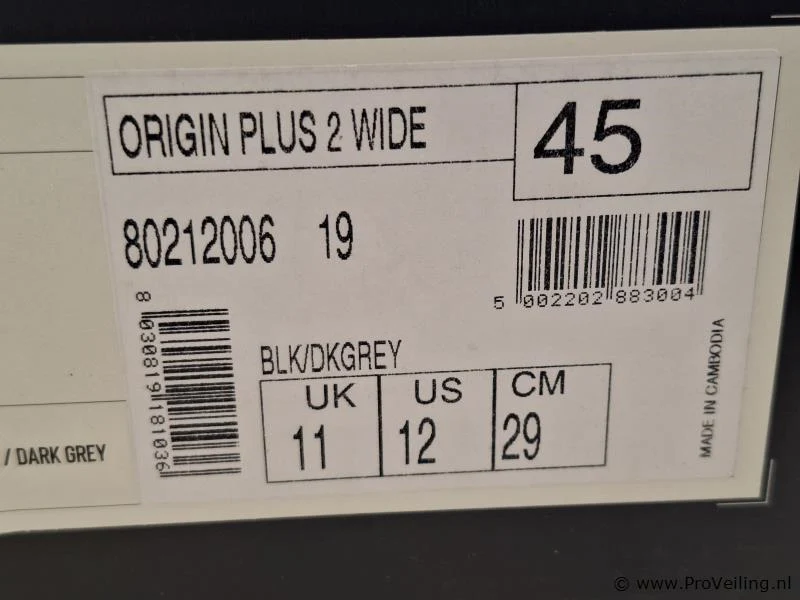 ORIGIN PLUS 2 WIDE
45
80212006 19
5 002202 883004
8 030819 181036
BLK/DKGREY
UK US CM
11 12 29
MADE IN CAMBODIA
/ DARK GREY
© www.ProVeiling.nl